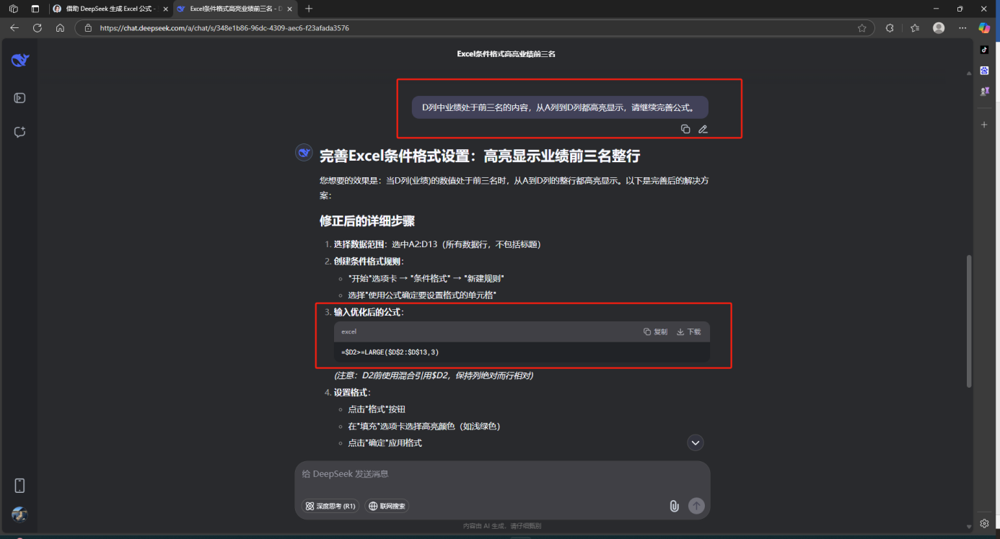 借助 DeepSeek 生成 Excel 公式 -
Excel条件格式高亮业绩前三名 - D
https://chat.deepseek.com/a/chat/s/348e1b86-96dc-4309-aec6-f23afada3576
Excel条件格式高亮业绩前三名
D列中业绩处于前三名的内容，从A列到D列都高亮显示，请继续完善公式。
完善Excel条件格式设置：高亮显示业绩前三名整行
您想要的效果是：当D列(业绩)的数值处于前三名时，从A到D列的整行都高亮显示。以下是完善后的解决方
案：
修正后的详细步骤
1. 选择数据范围：选中A2:D13（所有数据行，不包括标题）
2. 创建条件格式规则：
"开始"选项卡 → "条件格式" → "新建规则"
选择"使用公式确定要设置格式的单元格"
3. 输入优化后的公式：
excel 复制 下载
=$D2>=LARGE($D$2:$D$13,3)
(注意：D2前使用混合引用$D2，保持列绝对而行相对)
4. 设置格式：
点击"格式"按钮
在"填充"选项卡选择高亮颜色（如浅绿色）
点击"确定"应用格式
给 DeepSeek 发送消息
深度思考 (R1) 联网搜索
内容由 AI 生成，请仔细甄别